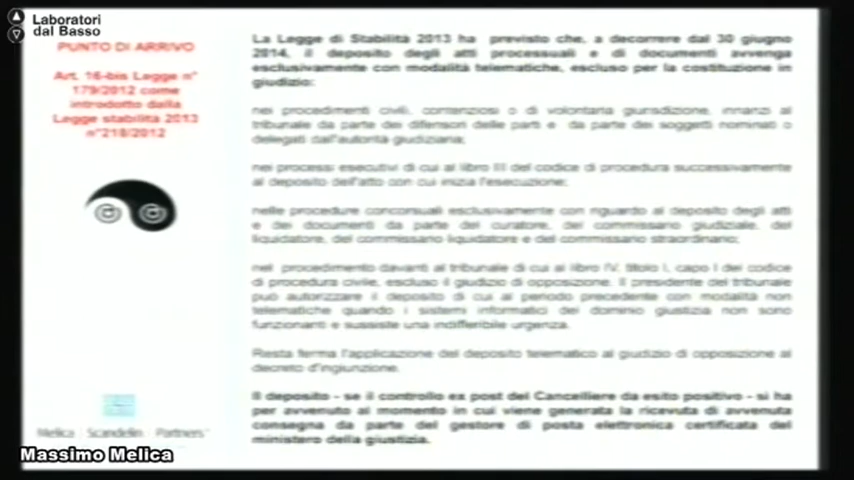 Laboratori
dal Basso
PUNTO DI ARRIVO
Art. 16-bis Legge n°
179/2012 come
introdotto dalla
Legge stabilità 2013
n°218/2012
La Legge di Stabilità 2013 ha previsto che, a decorrere dal 30 giugno
2014, il deposito degli atti processuali e di documenti avvenga
esclusivamente con modalità telematiche, escluso per la costituzione in
giudizio:
nei procedimenti civili, contenziosi o di volontaria giurisdizione, innanzi al
tribunale da parte dei difensori delle parti e da parte dei soggetti nominati o
delegati dall'autorità giudiziaria;
nei processi esecutivi di cui al libro III del codice di procedura successivamente
al deposito dell'atto con cui inizia l'esecuzione;
nelle procedure concorsuali esclusivamente con riguardo al deposito degli atti
e dei documenti da parte del curatore, del commissario giudiziale, del
liquidatore, del commissario liquidatore e del commissario straordinario;
nel procedimento davanti al tribunale di cui al libro IV, titolo I, capo I del codice
di procedura civile, escluso il giudizio di opposizione. Il presidente del tribunale
può autorizzare il deposito di cui al periodo precedente con modalità non
telematiche quando i sistemi informatici del dominio giustizia non sono
funzionanti e sussiste una indifferibile urgenza.
Resta ferma l'applicazione del deposito telematico al giudizio di opposizione al
decreto d'ingiunzione.
Il deposito - se il controllo ex post del Cancelliere da esito positivo - si ha
per avvenuto al momento in cui viene generata la ricevuta di avvenuta
consegna da parte del gestore di posta elettronica certificata del
ministero della giustizia.
Melica Scandelin Partners
Massimo Melica